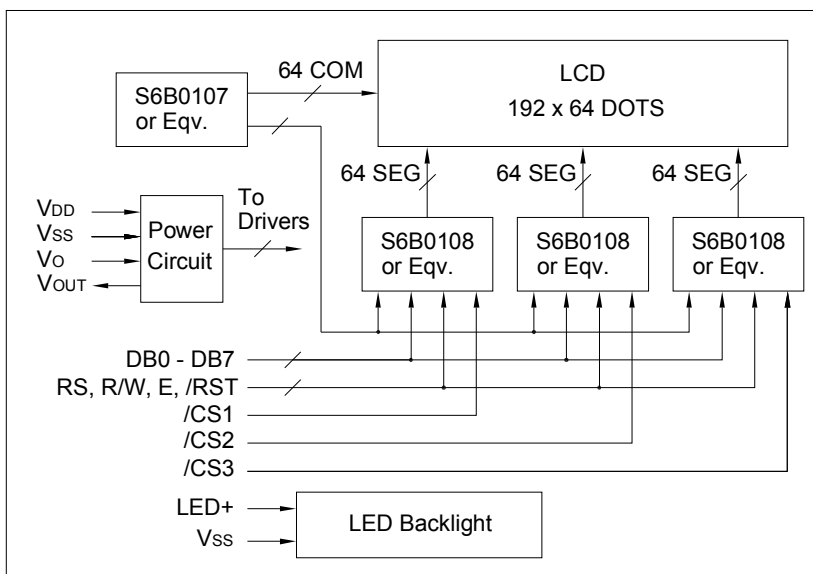 64 COM
S6B0107
or Eqv.
LCD
192 x 64 DOTS
64 SEG
64 SEG
64 SEG
VDD
VSS
VO
VOUT
Power
Circuit
To
Drivers
S6B0108
or Eqv.
S6B0108
or Eqv.
S6B0108
or Eqv.
DB0 - DB7
RS, R/W, E, /RST
/CS1
/CS2
/CS3
LED+
VSS
LED Backlight